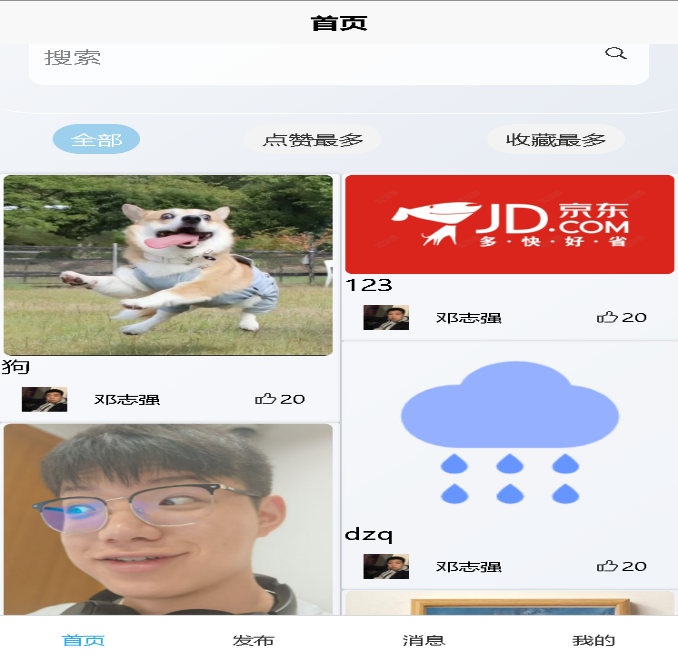 首页
搜索
全部 点赞最多 收藏最多
JD.京东
.COM
多·快·好·省
123
邓志强 20
狗
邓志强 20
dzq
邓志强 20
首页 发布 消息 我的